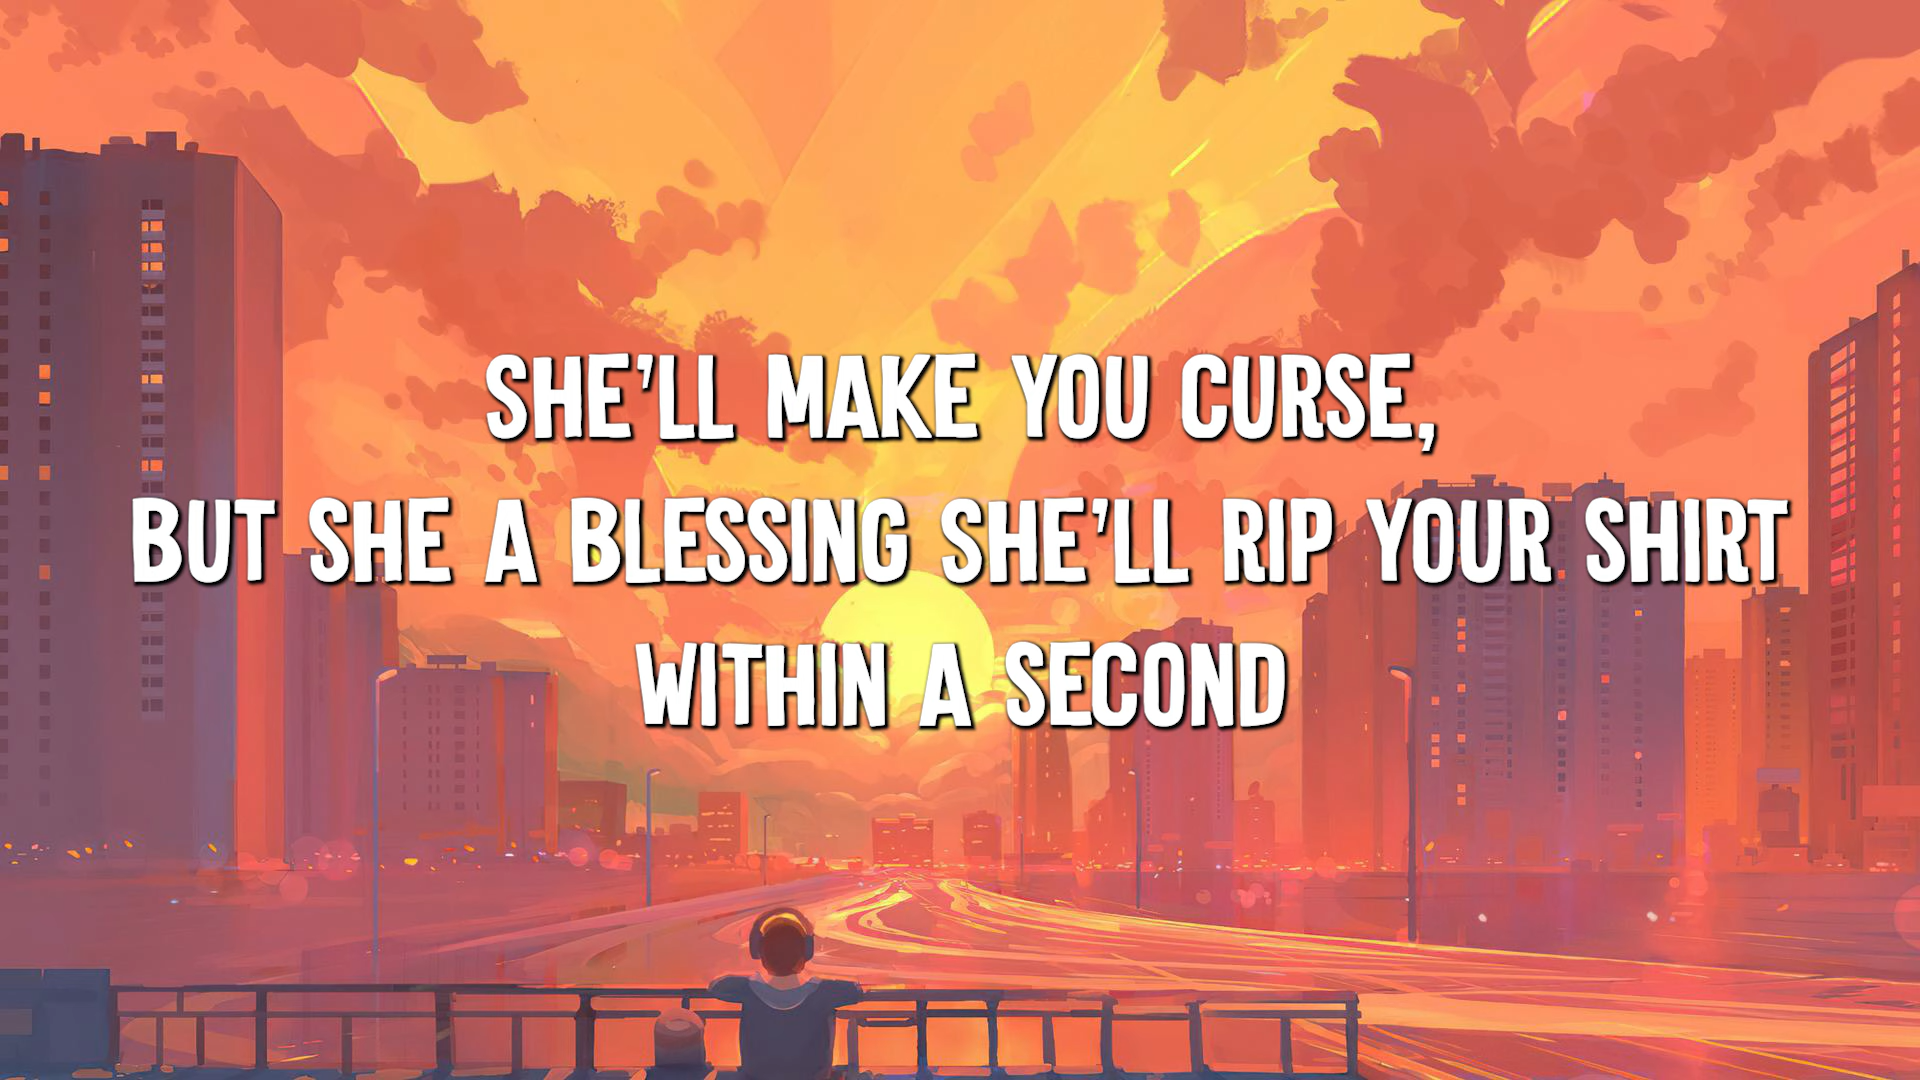 SHE'LL MAKE YOU CURSE,
BUT SHE A BLESSING SHE'LL RIP YOUR SHIRT
WITHIN A SECOND